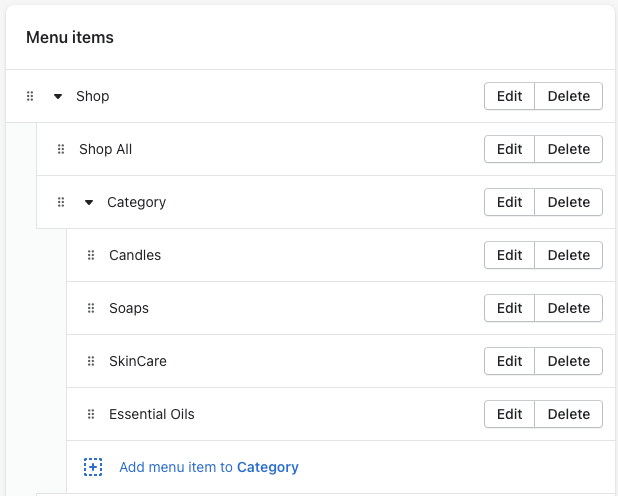 Menu items
Shop Edit Delete
Shop All Edit Delete
Category Edit Delete
Candles Edit Delete
Soaps Edit Delete
SkinCare Edit Delete
Essential Oils Edit Delete
Add menu item to Category